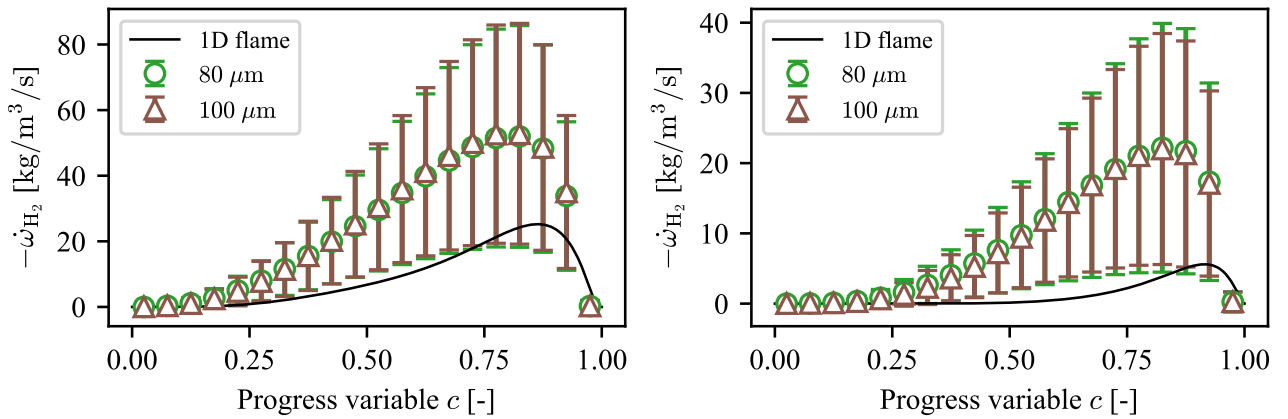 1D flame
80 μm
100 μm
−ω̇H₂ [kg/m³/s]
80
60
40
20
0
0.00 0.25 0.50 0.75 1.00
Progress variable c [-]
1D flame
80 μm
100 μm
−ω̇H₂ [kg/m³/s]
40
30
20
10
0
0.00 0.25 0.50 0.75 1.00
Progress variable c [-]